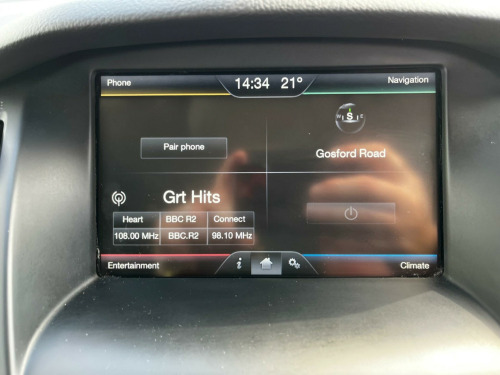 Phone
14:34 21°
Navigation
S
Pair phone
Gosford Road
Grt Hits
Heart BBC R2 Connect
108.00 MHz BBC.R2 98.10 MHz
Entertainment
i
Climate